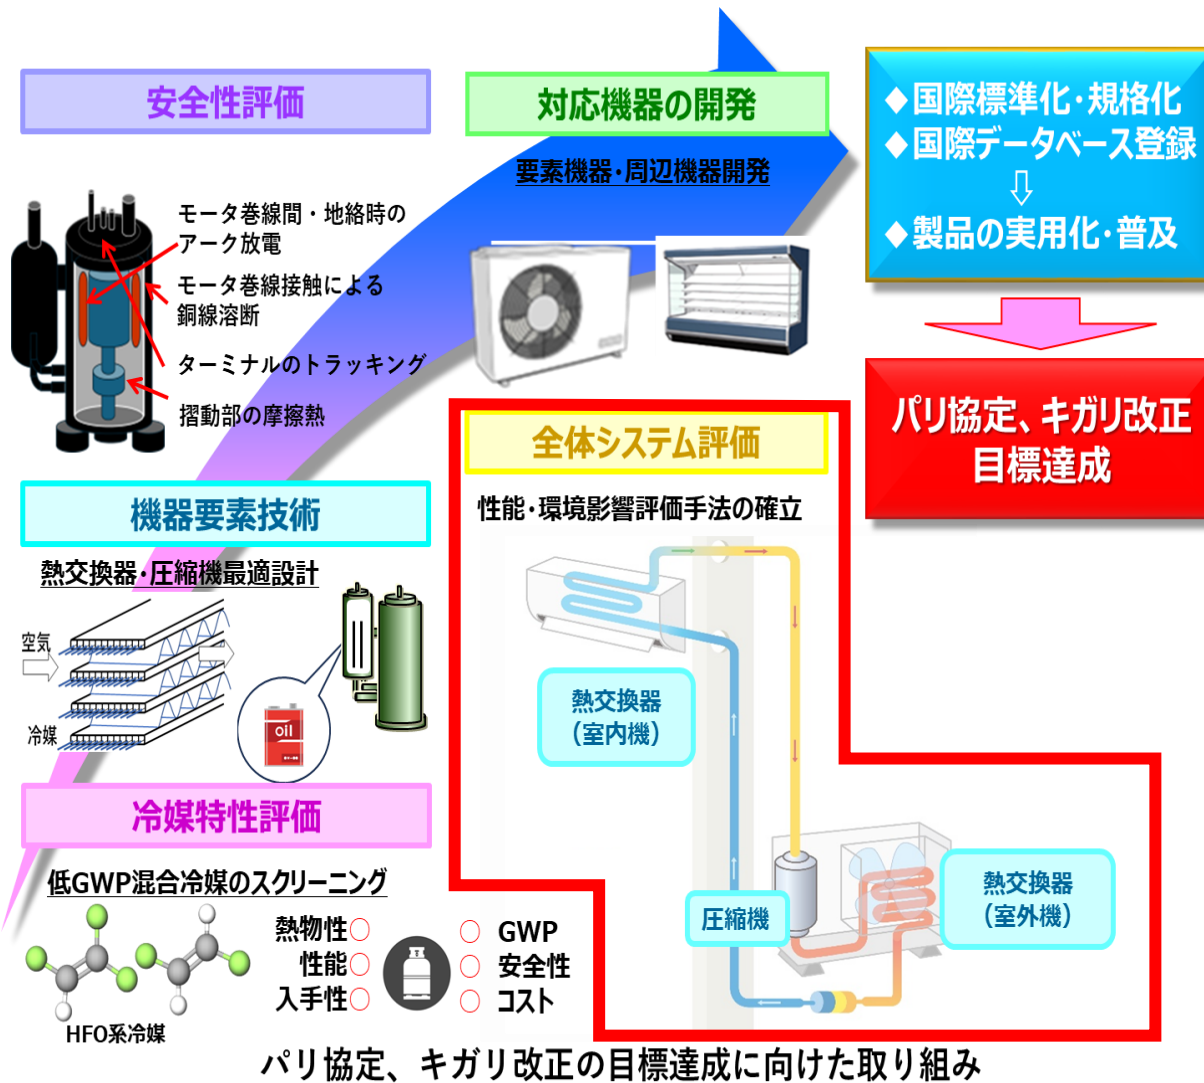 安全性評価
モータ巻線間・地絡時の
アーク放電
モータ巻線接触による
銅線溶断
ターミナルのトラッキング
摺動部の摩擦熱
対応機器の開発
要素機器・周辺機器開発
◆国際標準化・規格化
◆国際データベース登録
◆製品の実用化・普及
パリ協定、キガリ改正
目標達成
機器要素技術
熱交換器・圧縮機最適設計
空気
冷媒
oil
全体システム評価
性能・環境影響評価手法の確立
熱交換器
（室内機）
圧縮機
熱交換器
（室外機）
冷媒特性評価
低GWP混合冷媒のスクリーニング
熱物性○
性能○
入手性○
○ GWP
○ 安全性
○ コスト
HFO系冷媒
パリ協定、キガリ改正の目標達成に向けた取り組み